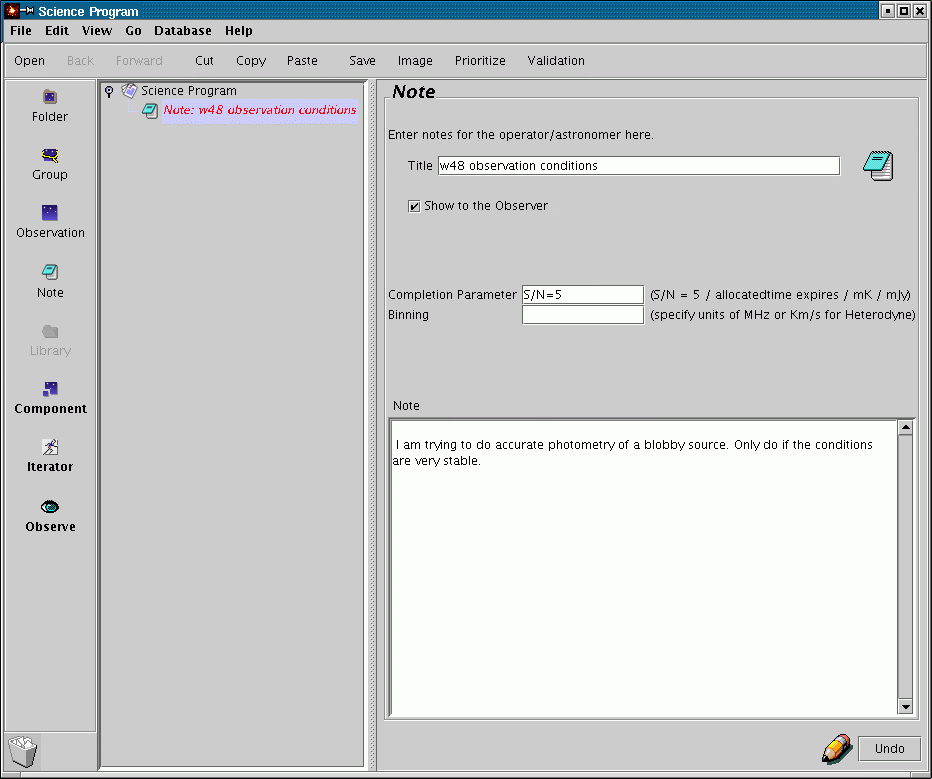 Science Program
File Edit View Go Database Help
Open Back Forward Cut Copy Paste Save Image Prioritize Validation
Folder
Group
Observation
Note
Library
Component
Iterator
Observe
Science Program
Note: w48 observation conditions
Note
Enter notes for the operator/astronomer here.
Title w48 observation conditions
Show to the Observer
Completion Parameter S/N=5 (S/N = 5 / allocatedtime expires / mK / mJy)
Binning (specify units of MHz or Km/s for Heterodyne)
Note
I am trying to do accurate photometry of a blobby source. Only do if the conditions
are very stable.
Undo